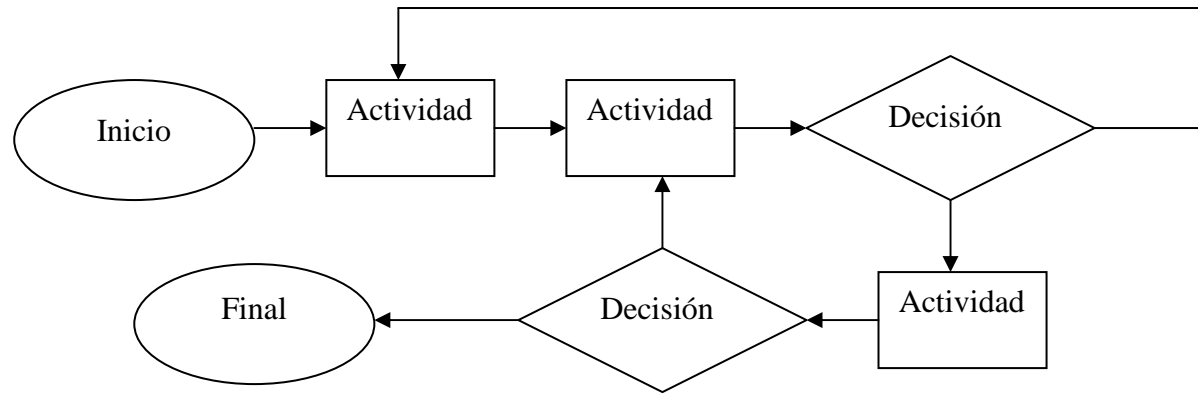 Inicio
Actividad
Actividad
Decisión
Final
Decisión
Actividad